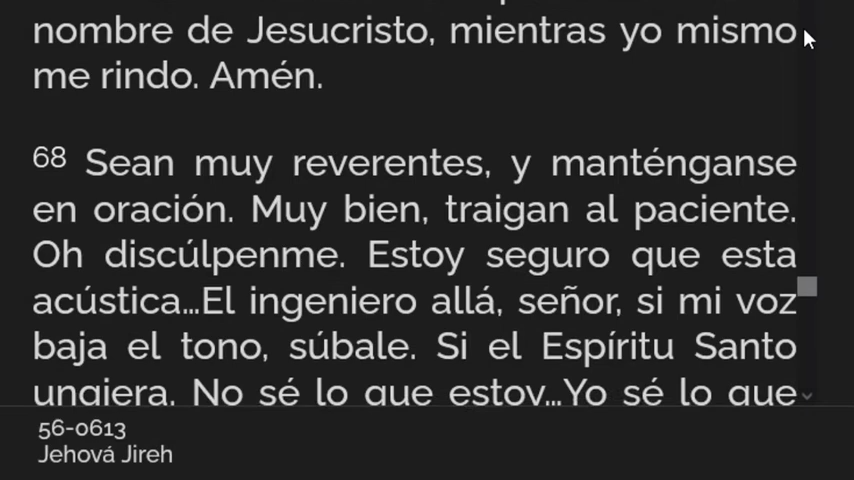 nombre de Jesucristo, mientras yo mismo
me rindo. Amén.
68 Sean muy reverentes, y manténganse
en oración. Muy bien, traigan al paciente.
Oh discúlpenme. Estoy seguro que esta
acústica...El ingeniero allá, señor, si mi voz
baja el tono, súbale. Si el Espíritu Santo
ungiera. No sé lo que estoy...Yo sé lo que
56-0613
Jehová Jireh